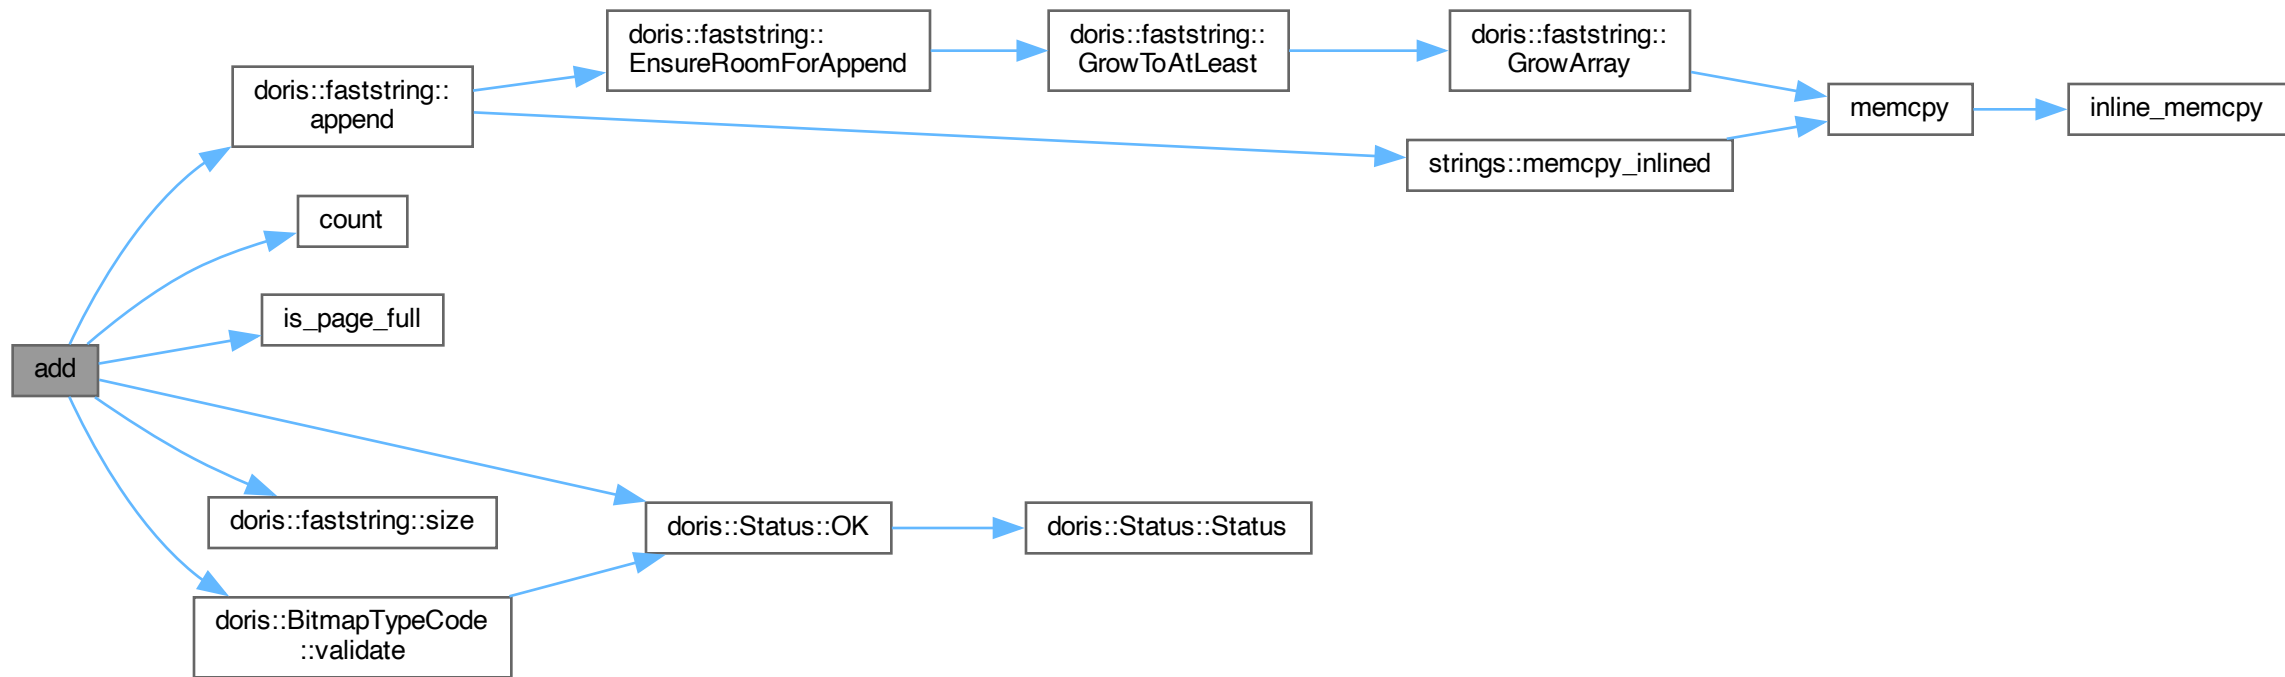 doris::faststring::
EnsureRoomForAppend
doris::faststring::
GrowToAtLeast
doris::faststring::
GrowArray
doris::faststring::
append
memcpy
inline_memcpy
strings::memcpy_inlined
count
is_page_full
add
doris::faststring::size
doris::Status::OK
doris::Status::Status
doris::BitmapTypeCode
::validate